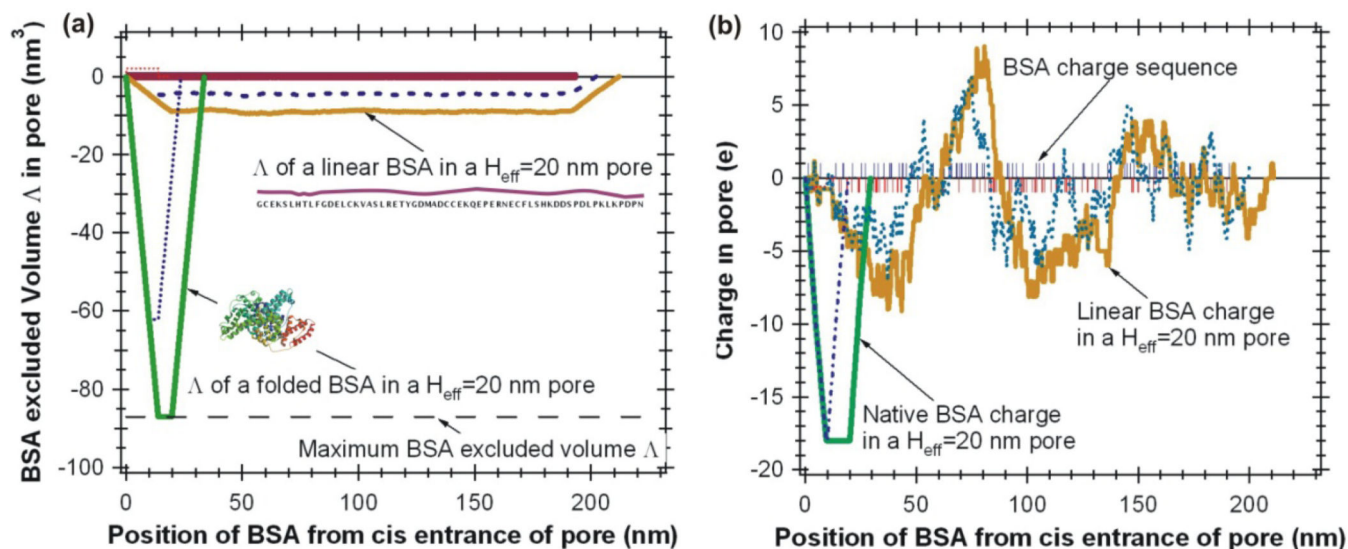 (a)
BSA excluded Volume Λ in pore (nm³)
0
-20
-40
-60
-80
-100
Λ of a linear BSA in a H_eff=20 nm pore
GCEKSLHTLFGDELCKVASLRETYGDMADCCEKQEPERNECFLSHKDDSPDLPKLKPDPN
Λ of a folded BSA in a H_eff=20 nm pore
Maximum BSA excluded volume Λ
0
50
100
150
200
Position of BSA from cis entrance of pore (nm)
(b)
Charge in pore (e)
10
5
0
-5
-10
-15
-20
BSA charge sequence
Linear BSA charge
in a H_eff=20 nm pore
Native BSA charge
in a H_eff=20 nm pore
0
50
100
150
200
Position of BSA from cis entrance of pore (nm)